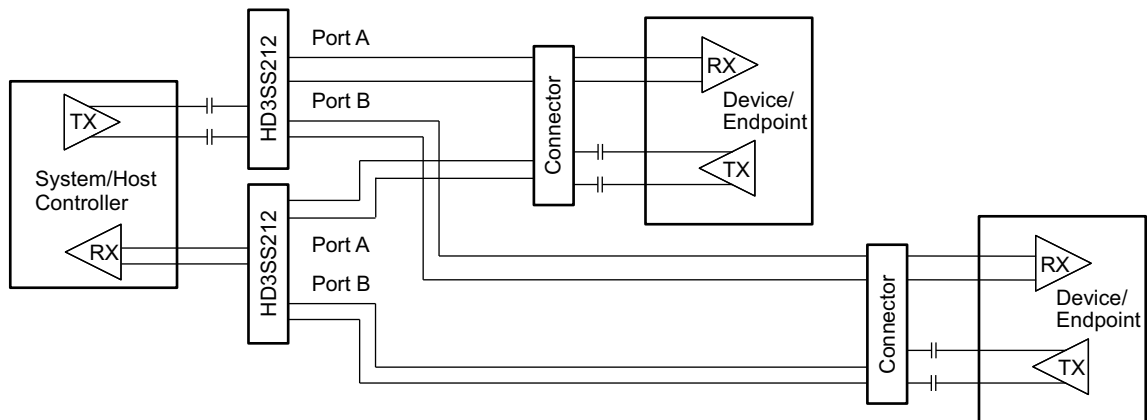 HD3SS212
Port A
Port B
TX
System/Host
Controller
RX
HD3SS212
Port A
Port B
Connector
RX
Device/
Endpoint
TX
Connector
RX
Device/
Endpoint
TX